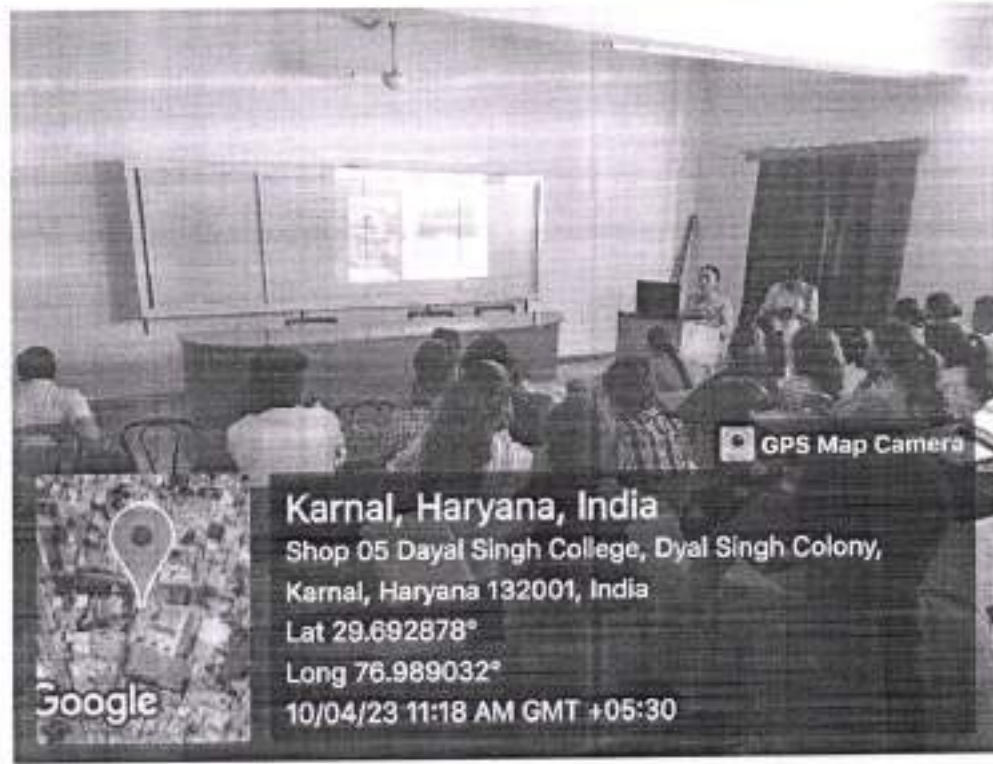 GPS Map Camera
Karnal, Haryana, India
Shop 05 Dayal Singh College, Dyal Singh Colony,
Karnal, Haryana 132001, India
Lat 29.692878°
Long 76.989032°
10/04/23 11:18 AM GMT +05:30
Google